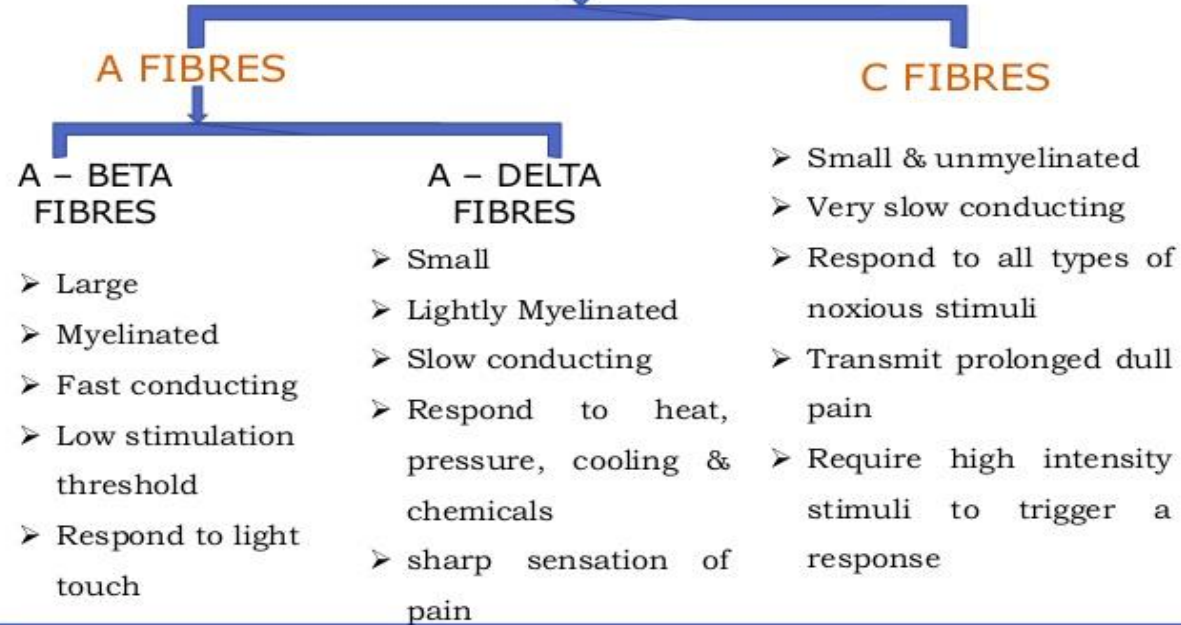 A FIBRES
A – BETA
FIBRES
➢ Large
➢ Myelinated
➢ Fast conducting
➢ Low stimulation
threshold
➢ Respond to light
touch
A – DELTA
FIBRES
➢ Small
➢ Lightly Myelinated
➢ Slow conducting
➢ Respond to heat,
pressure, cooling &
chemicals
➢ sharp sensation of
pain
C FIBRES
➢ Small & unmyelinated
➢ Very slow conducting
➢ Respond to all types of
noxious stimuli
➢ Transmit prolonged dull
pain
➢ Require high intensity
stimuli to trigger a
response